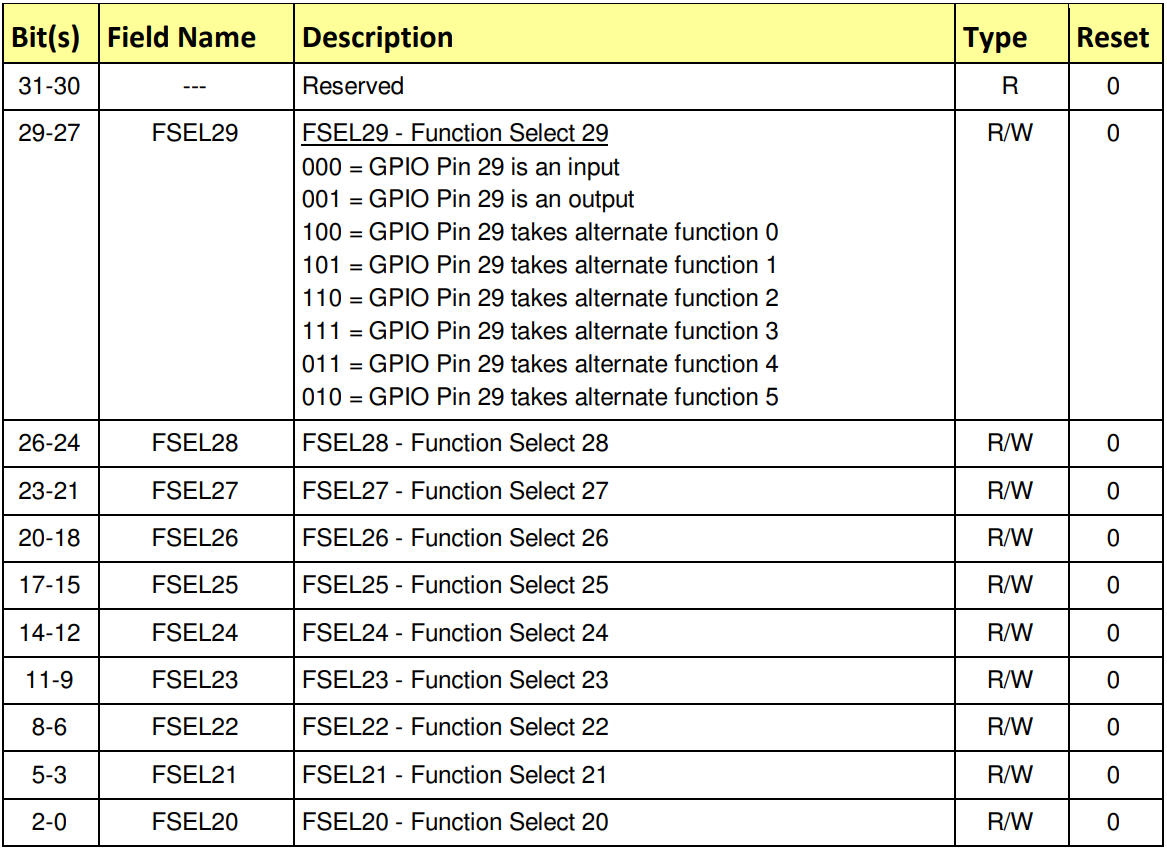 Bit(s) Field Name Description Type Reset
31-30 --- Reserved R 0
29-27 FSEL29 FSEL29 - Function Select 29 R/W 0
000 = GPIO Pin 29 is an input
001 = GPIO Pin 29 is an output
100 = GPIO Pin 29 takes alternate function 0
101 = GPIO Pin 29 takes alternate function 1
110 = GPIO Pin 29 takes alternate function 2
111 = GPIO Pin 29 takes alternate function 3
011 = GPIO Pin 29 takes alternate function 4
010 = GPIO Pin 29 takes alternate function 5
26-24 FSEL28 FSEL28 - Function Select 28 R/W 0
23-21 FSEL27 FSEL27 - Function Select 27 R/W 0
20-18 FSEL26 FSEL26 - Function Select 26 R/W 0
17-15 FSEL25 FSEL25 - Function Select 25 R/W 0
14-12 FSEL24 FSEL24 - Function Select 24 R/W 0
11-9 FSEL23 FSEL23 - Function Select 23 R/W 0
8-6 FSEL22 FSEL22 - Function Select 22 R/W 0
5-3 FSEL21 FSEL21 - Function Select 21 R/W 0
2-0 FSEL20 FSEL20 - Function Select 20 R/W 0